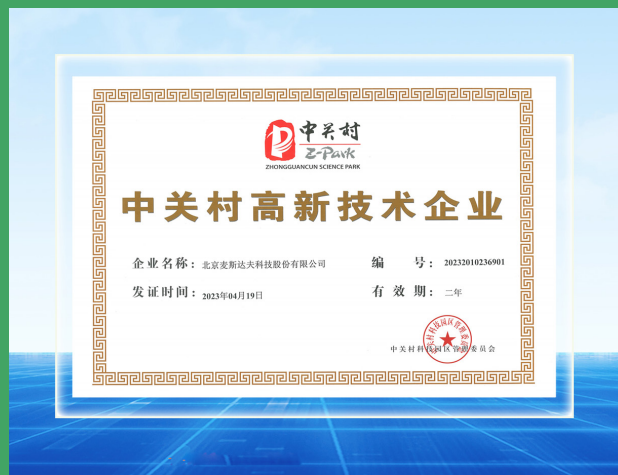 中关村
Z-Park
ZHONGGUANCUN SCIENCE PARK
中关村高新技术企业
企业名称：北京麦斯达夫科技股份有限公司
编 号：20232010236901
发证时间：2023年04月19日
有 效 期：二年
中关村科技园区管理委员会